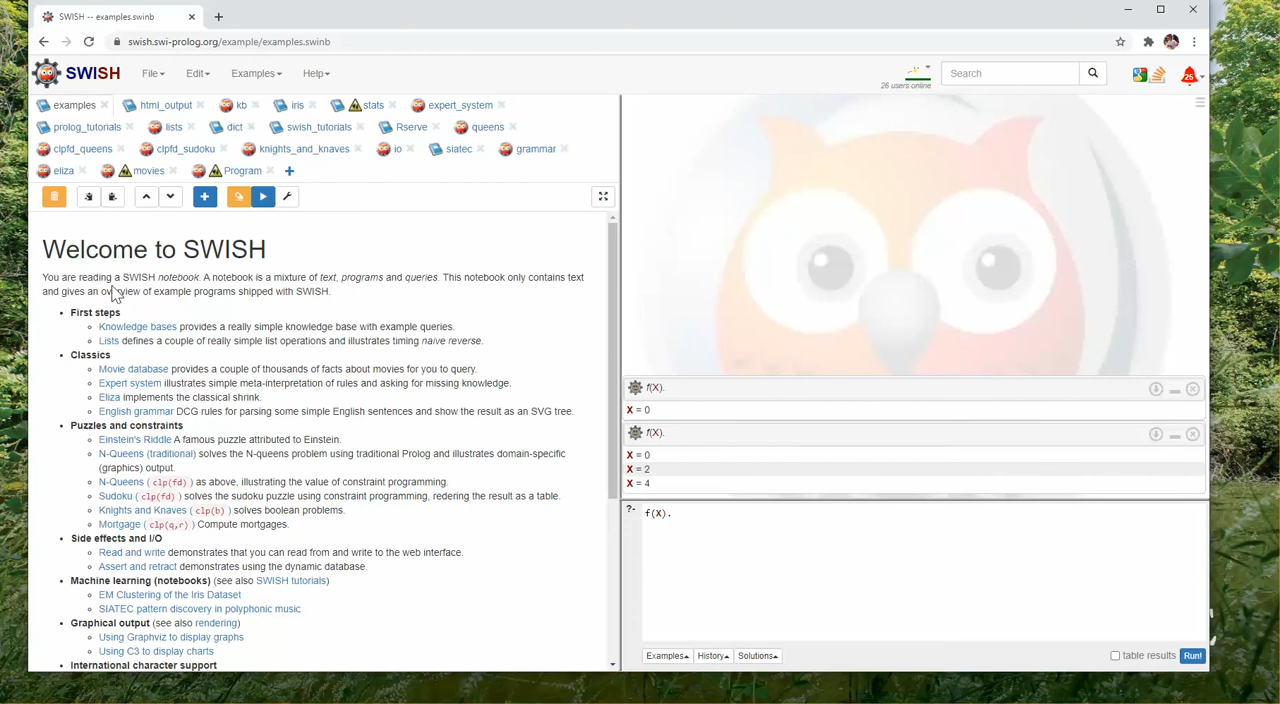 SWISH -- examples.swinb
swish.swi-prolog.org/example/examples.swinb
SWISH File Edit Examples Help 26 users online Search 25
examples html_output kb iris stats expert_system
prolog_tutorials lists dict swish_tutorials Rserve queens
clpfd_queens clpfd_sudoku knights_and_knaves io siatec grammar
eliza movies Program
Welcome to SWISH
You are reading a SWISH notebook. A notebook is a mixture of text, programs and queries. This notebook only contains text
and gives an overview of example programs shipped with SWISH.
First steps
Knowledge bases provides a really simple knowledge base with example queries.
Lists defines a couple of really simple list operations and illustrates timing naive reverse.
Classics
Movie database provides a couple of thousands of facts about movies for you to query.
Expert system illustrates simple meta-interpretation of rules and asking for missing knowledge.
Eliza implements the classical shrink.
English grammar DCG rules for parsing some simple English sentences and show the result as an SVG tree.
Puzzles and constraints
Einstein's Riddle A famous puzzle attributed to Einstein.
N-Queens (traditional) solves the N-queens problem using traditional Prolog and illustrates domain-specific
(graphics) output.
N-Queens ( clp(fd) ) as above, illustrating the value of constraint programming.
Sudoku ( clp(fd) ) solves the sudoku puzzle using constraint programming, redering the result as a table.
Knights and Knaves ( clp(b) ) solves boolean problems.
Mortgage ( clp(q,r) ) Compute mortgages.
Side effects and I/O
Read and write demonstrates that you can read from and write to the web interface.
Assert and retract demonstrates using the dynamic database.
Machine learning (notebooks) (see also SWISH tutorials)
EM Clustering of the Iris Dataset
SIATEC pattern discovery in polyphonic music
Graphical output (see also rendering)
Using Graphviz to display graphs
Using C3 to display charts
International character support
f(X).
X = 0
f(X).
X = 0
X = 2
X = 4
?- f(X).
Examples History Solutions table results Run!